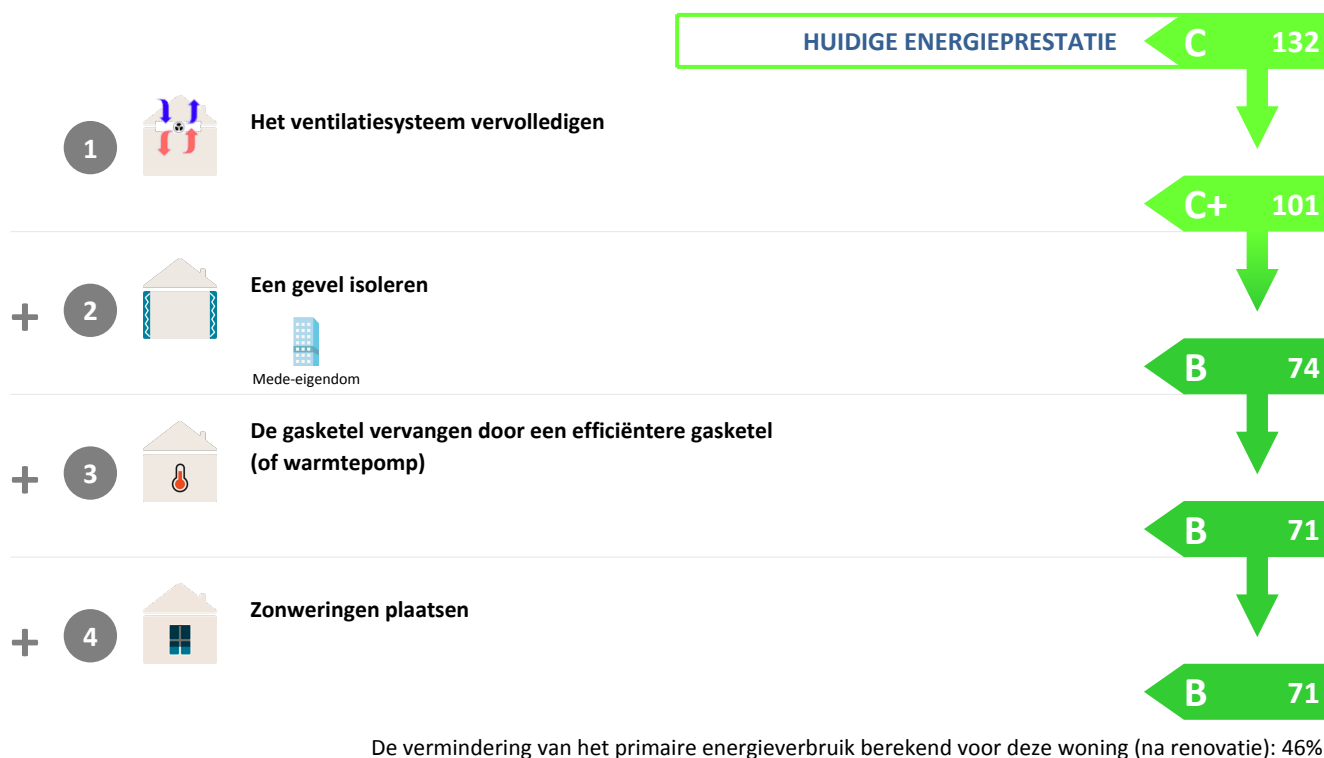 HUIDIGE ENERGIEPRESTATIE C 132
1 Het ventilatiesysteem vervolledigen
C+ 101
+ 2 Een gevel isoleren
Mede-eigendom
B 74
+ 3 De gasketel vervangen door een efficiëntere gasketel
(of warmtepomp)
B 71
+ 4 Zonweringen plaatsen
B 71
De vermindering van het primaire energieverbruik berekend voor deze woning (na renovatie): 46%